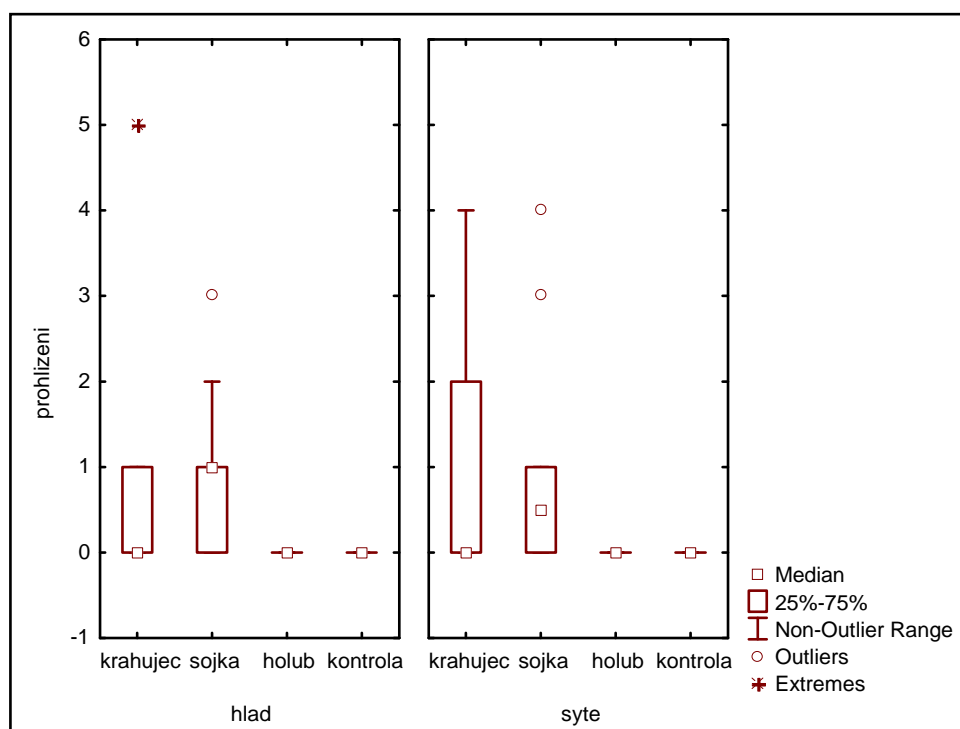 prohlizeni
6
5
4
3
2
1
0
-1
krahujec sojka holub kontrola
hlad
krahujec sojka holub kontrola
syte
Median
25%-75%
Non-Outlier Range
Outliers
Extremes